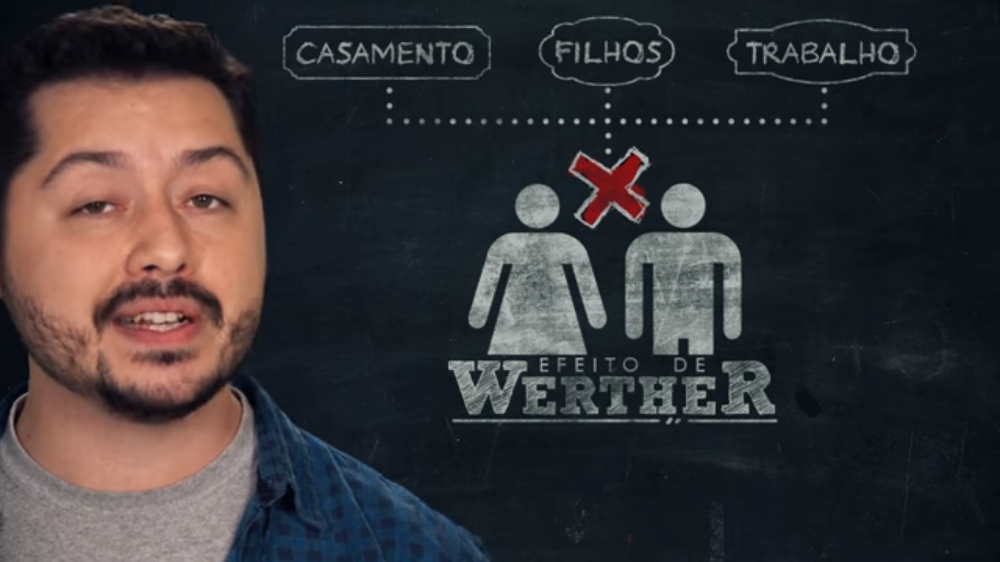 CASAMENTO
FILHOS
TRABALHO
EFEITO DE
WERTHER